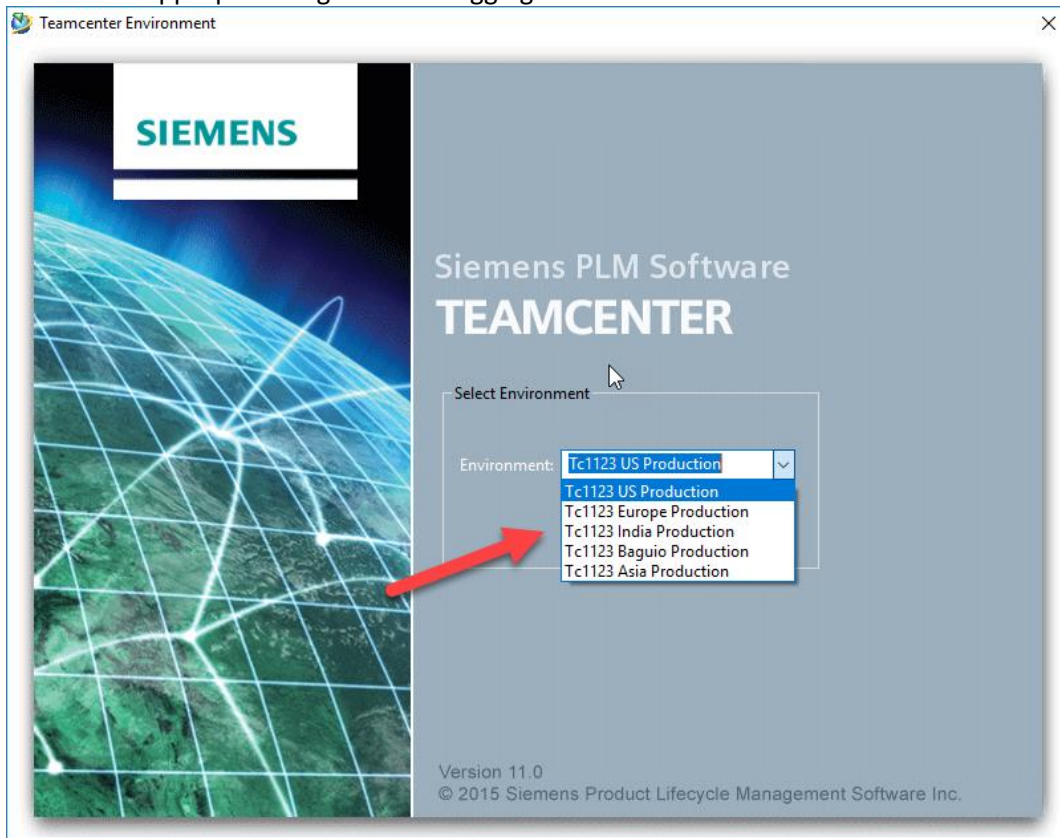 Teamcenter Environment
SIEMENS
Siemens PLM Software
TEAMCENTER
Select Environment
Environment: Tc1123 US Production
Tc1123 US Production
Tc1123 Europe Production
Tc1123 India Production
Tc1123 Baguio Production
Tc1123 Asia Production
Version 11.0
© 2015 Siemens Product Lifecycle Management Software Inc.